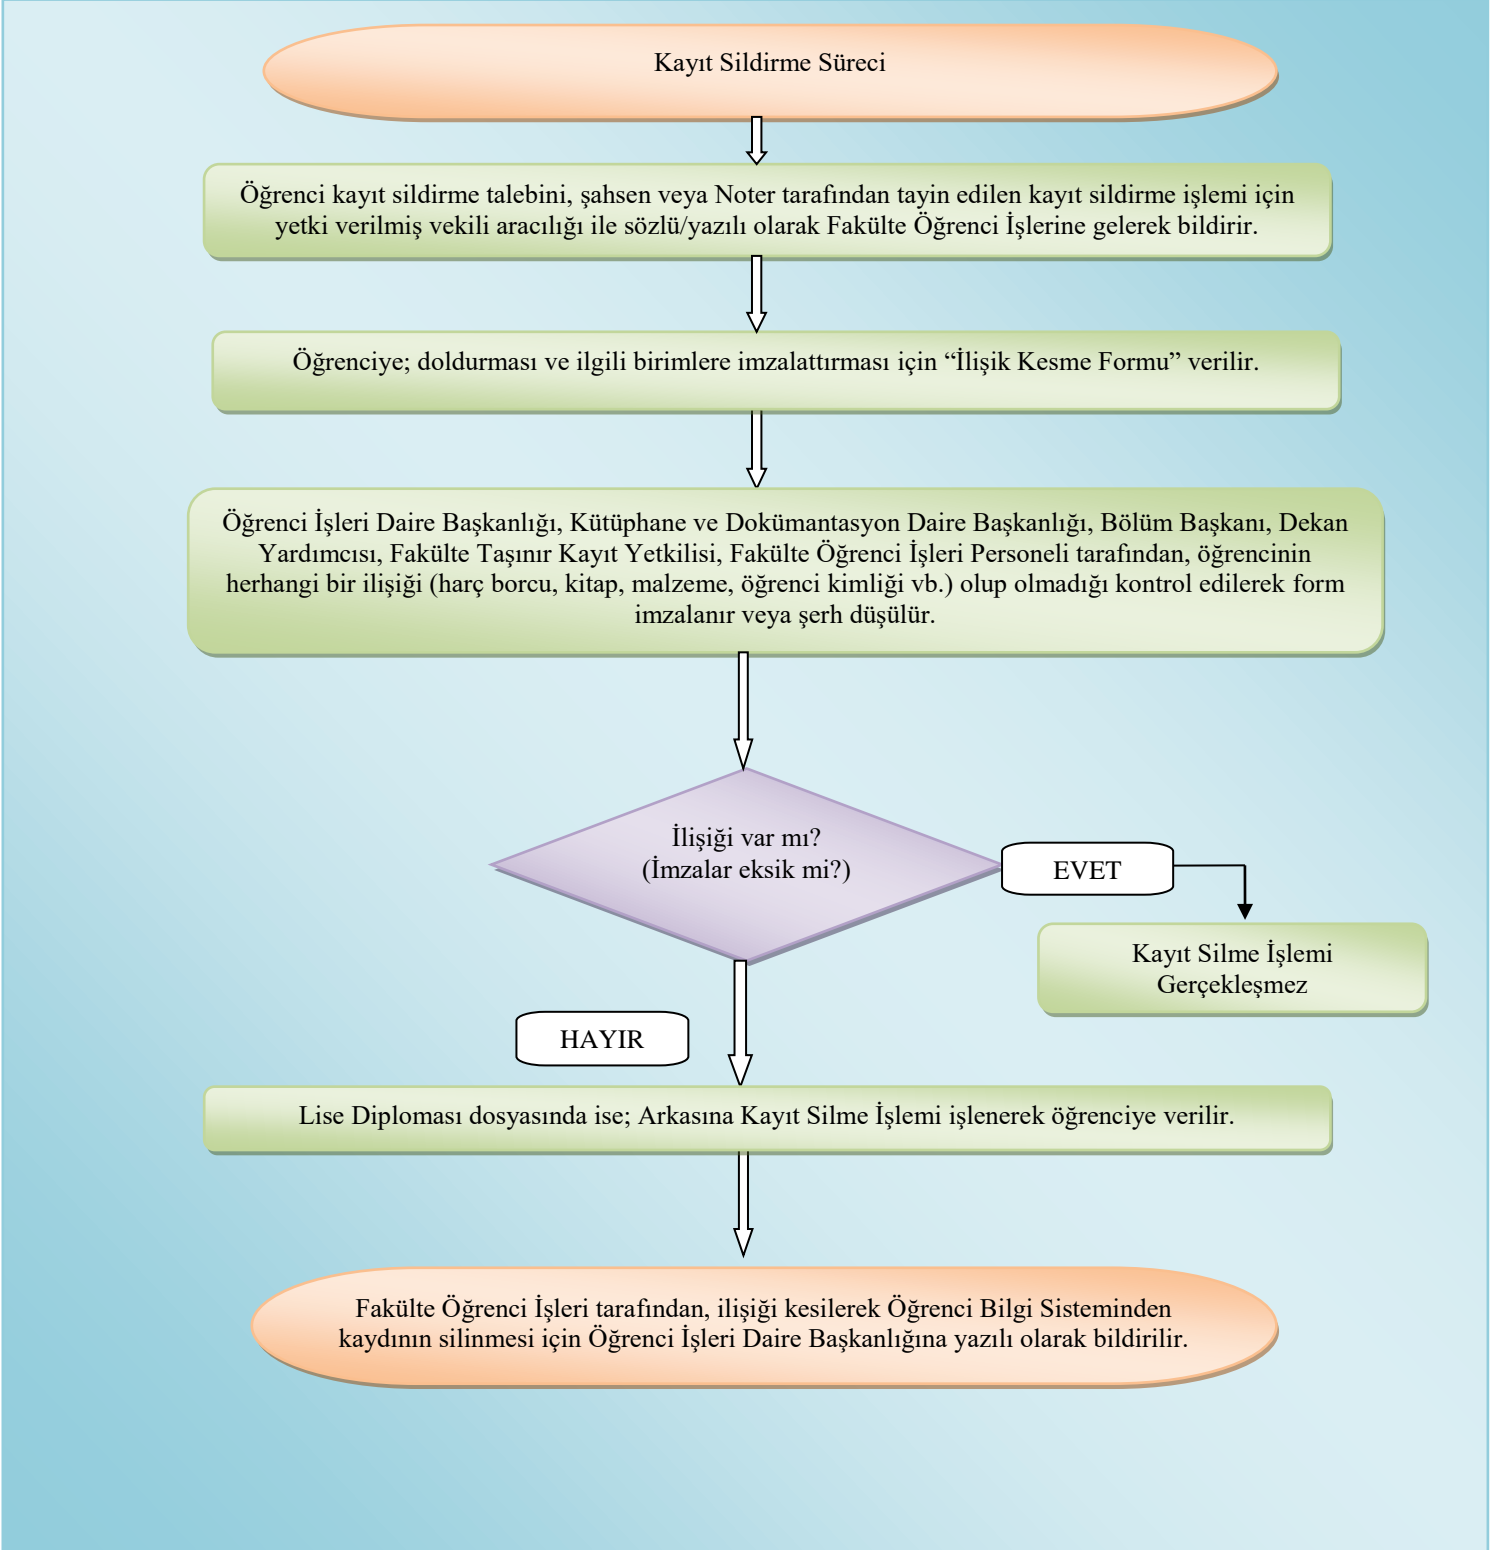 Kayıt Sildirme Süreci
Öğrenci kayıt sildirme talebini, şahsen veya Noter tarafından tayin edilen kayıt sildirme işlemi için
yetki verilmiş vekili aracılığı ile sözlü/yazılı olarak Fakülte Öğrenci İşlerine gelerek bildirir.
Öğrenciye; doldurması ve ilgili birimlere imzalattırması için “İlişik Kesme Formu” verilir.
Öğrenci İşleri Daire Başkanlığı, Kütüphane ve Dokümantasyon Daire Başkanlığı, Bölüm Başkanı, Dekan
Yardımcısı, Fakülte Taşınır Kayıt Yetkilisi, Fakülte Öğrenci İşleri Personeli tarafından, öğrencinin
herhangi bir ilişiği (harç borcu, kitap, malzeme, öğrenci kimliği vb.) olup olmadığı kontrol edilerek form
imzalanır veya şerh düşülür.
İlişiği var mı?
(İmzalar eksik mi?)
EVET
Kayıt Silme İşlemi
Gerçekleşmez
HAYIR
Lise Diploması dosyasında ise; Arkasına Kayıt Silme İşlemi işlenerek öğrenciye verilir.
Fakülte Öğrenci İşleri tarafından, ilişiği kesilerek Öğrenci Bilgi Sisteminden
kaydının silinmesi için Öğrenci İşleri Daire Başkanlığına yazılı olarak bildirilir.